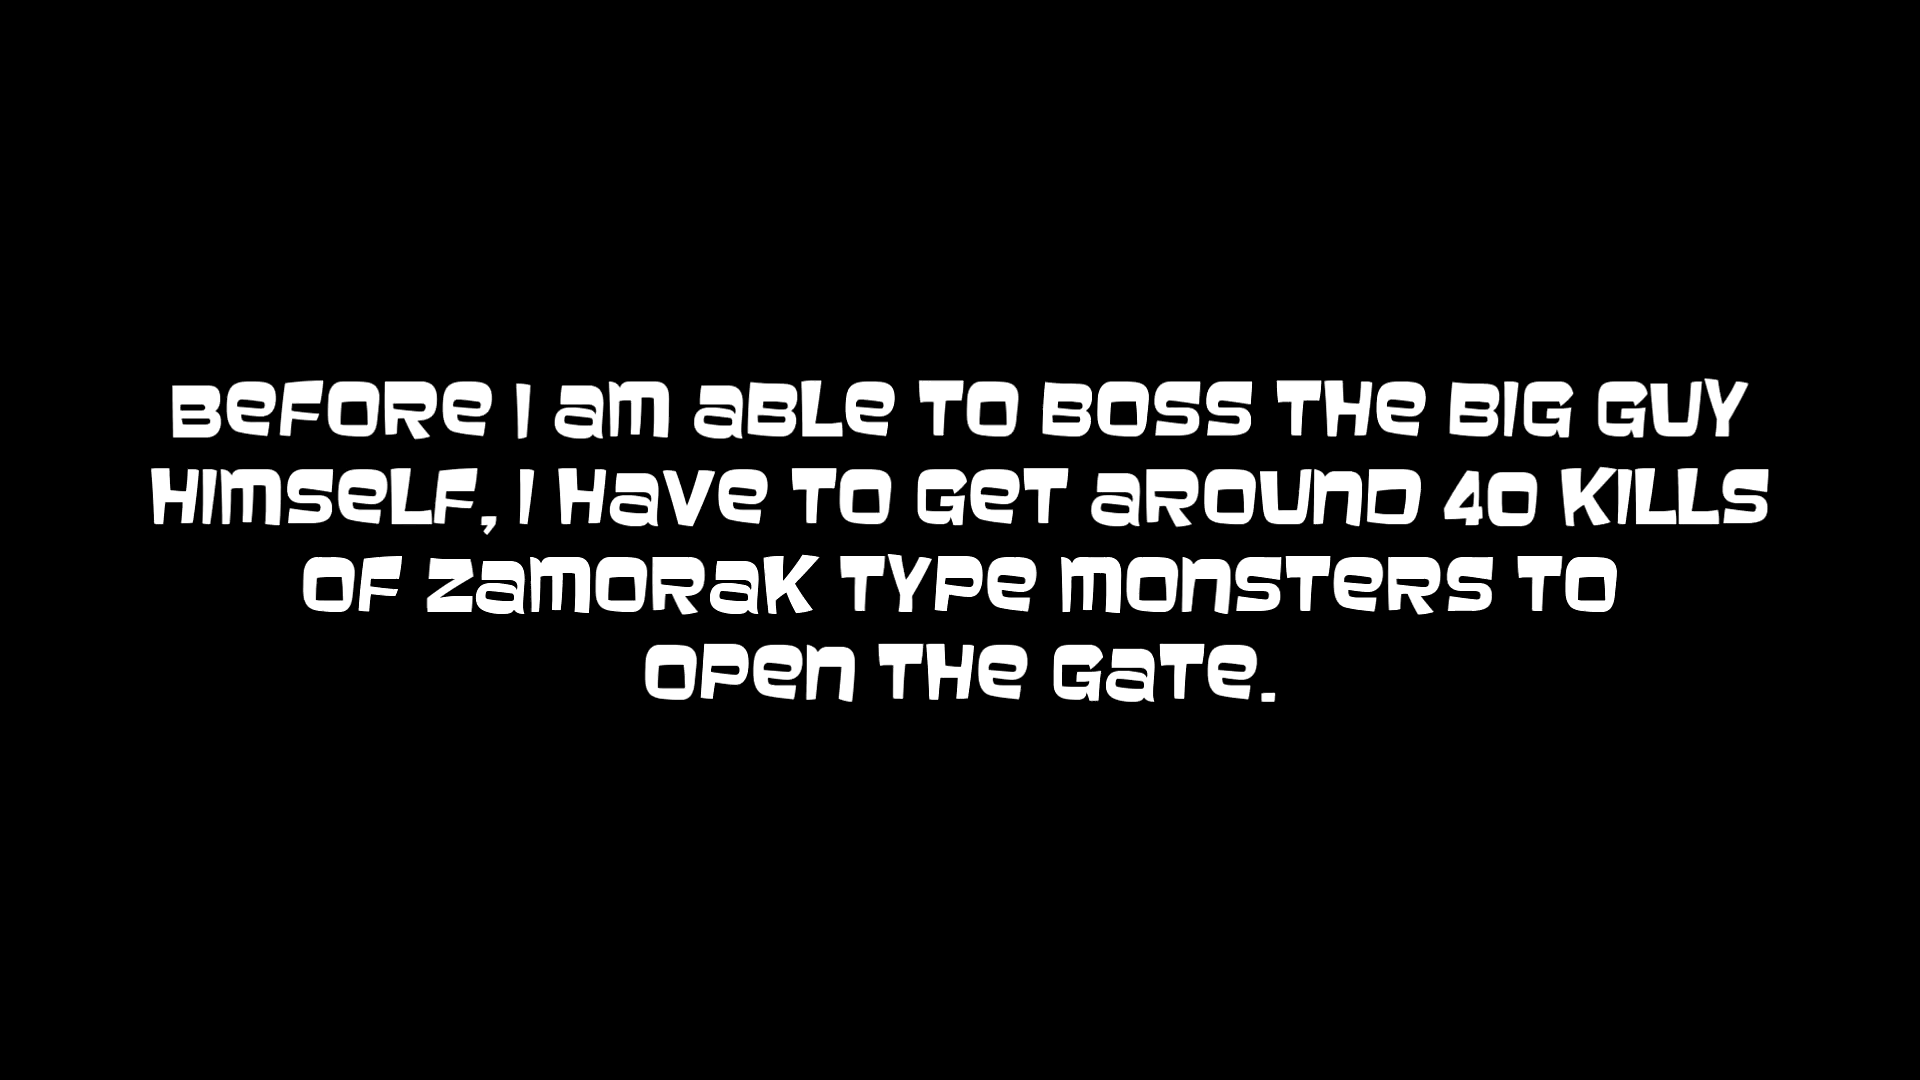 Before I am able to boss the big guy
himself, I have to get around 40 kills
of Zamorak type monsters to
open the gate.